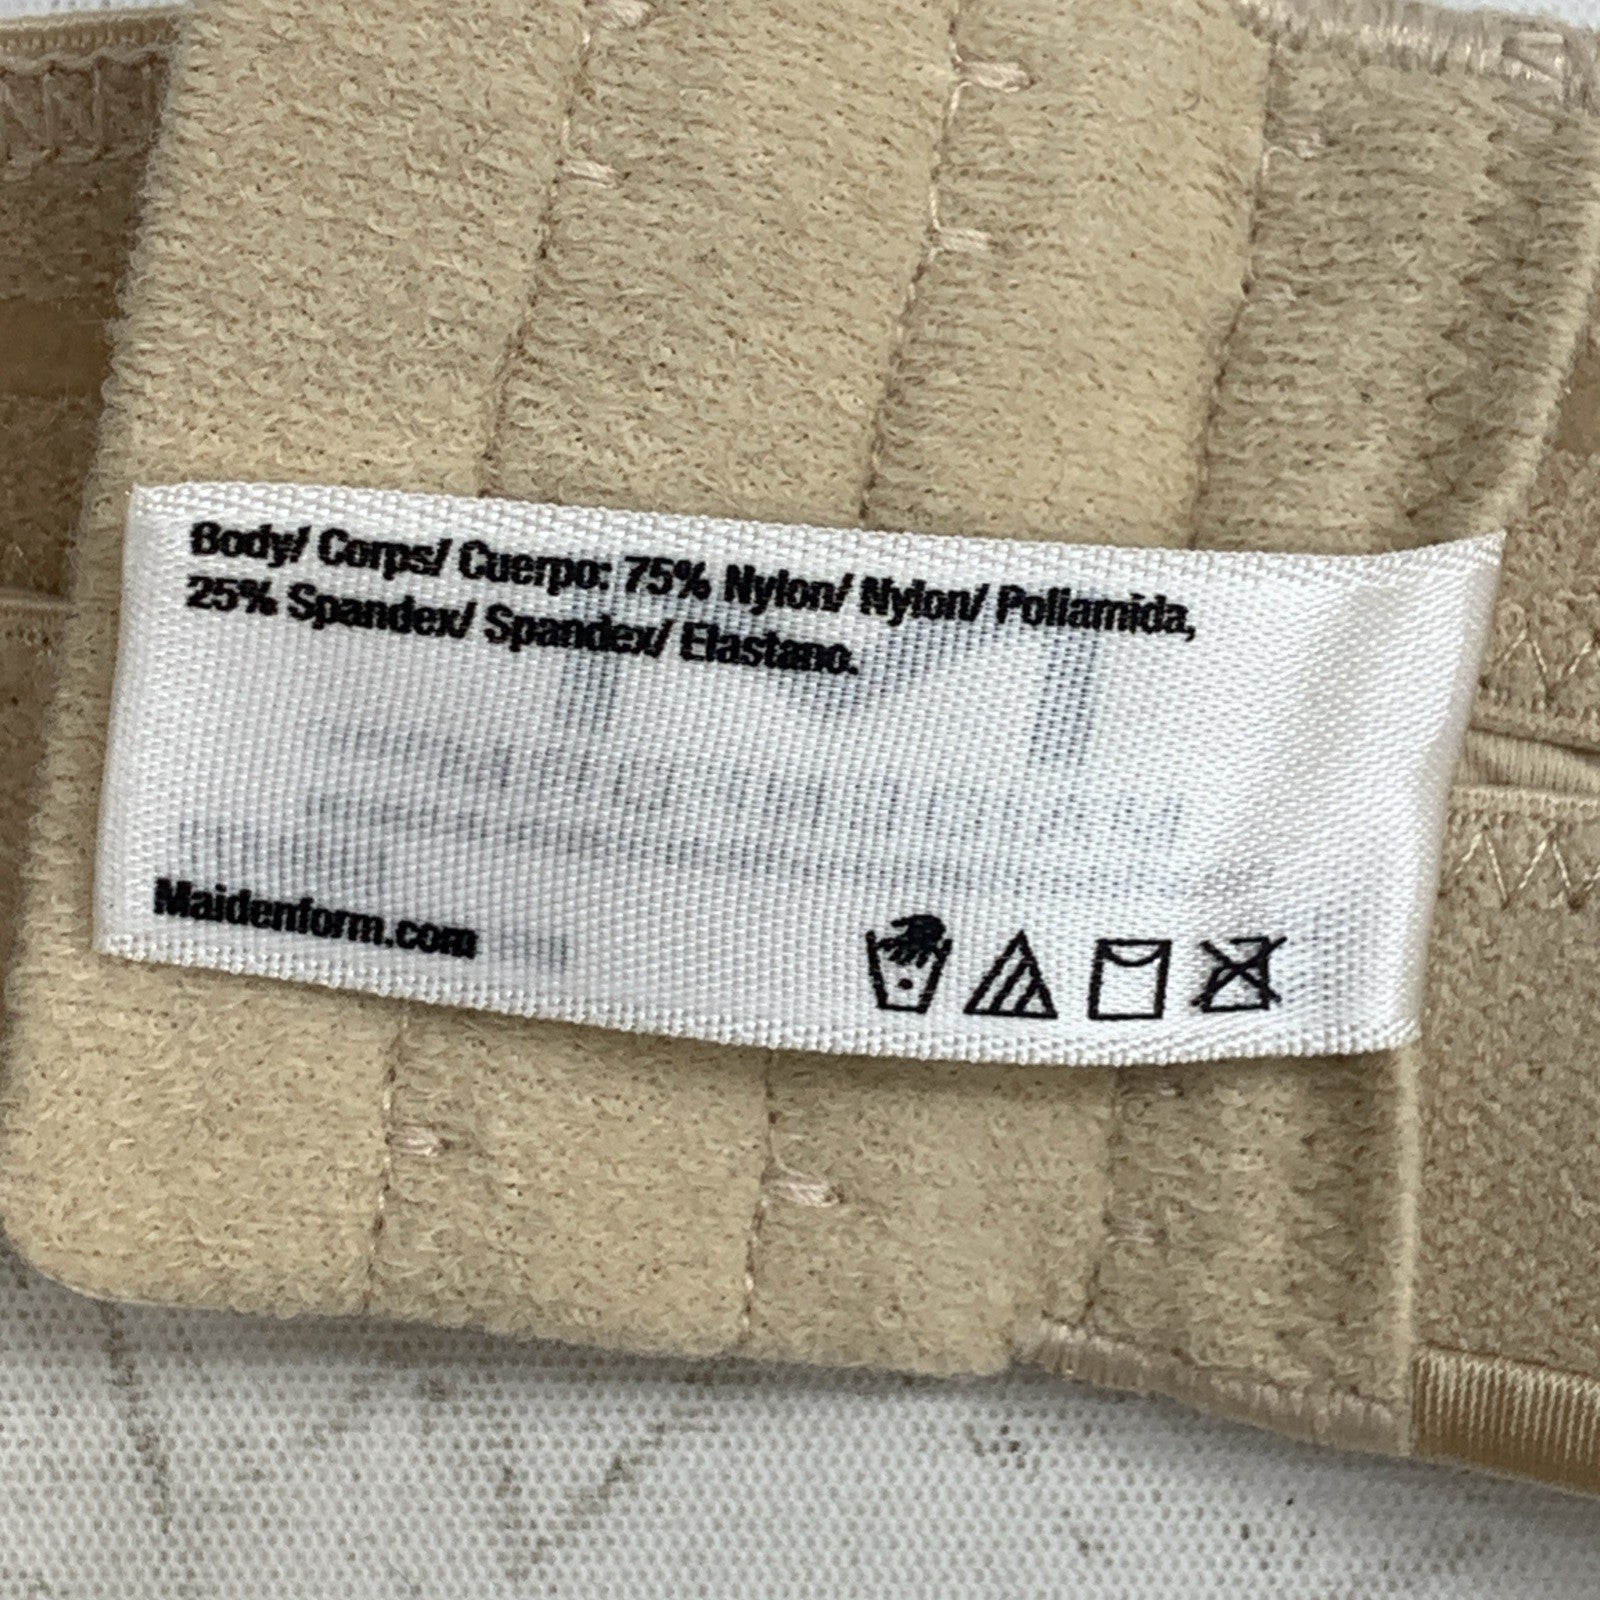 Body/ Corps/ Cuerpo: 75% Nylon/ Nylon/ Poliamida,
25% Spandex/ Spandex/ Elastano.
Maidenform.com